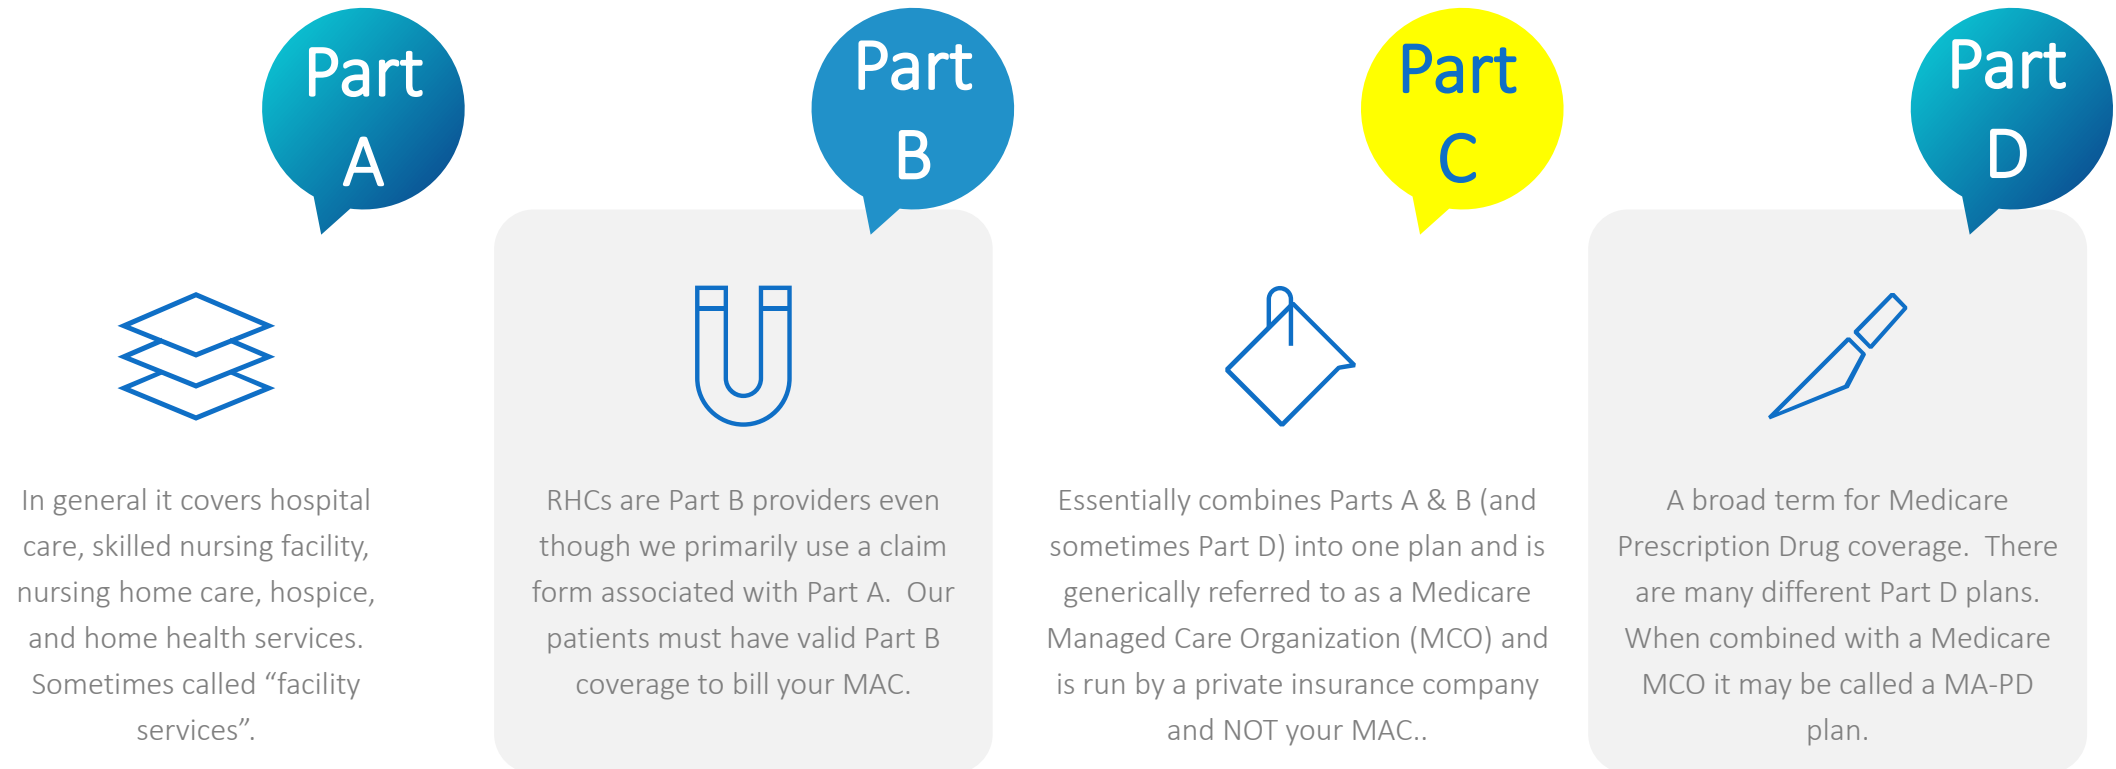 Part
A
In general it covers hospital
care, skilled nursing facility,
nursing home care, hospice,
and home health services.
Sometimes called “facility
services”.
Part
B
RHCs are Part B providers even
though we primarily use a claim
form associated with Part A.  Our
patients must have valid Part B
coverage to bill your MAC.
Part
C
Essentially combines Parts A & B (and
sometimes Part D) into one plan and is
generically referred to as a Medicare
Managed Care Organization (MCO) and
is run by a private insurance company
and NOT your MAC..
Part
D
A broad term for Medicare
Prescription Drug coverage.  There
are many different Part D plans.
When combined with a Medicare
MCO it may be called a MA-PD
plan.